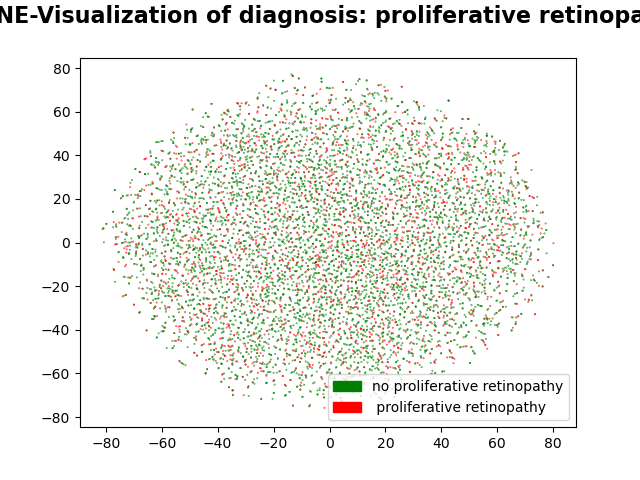 NE-Visualization of diagnosis: proliferative retinopa
80
60
40
20
0
−20
−40
−60
−80
−80 −60 −40 −20 0 20 40 60 80
no proliferative retinopathy
proliferative retinopathy